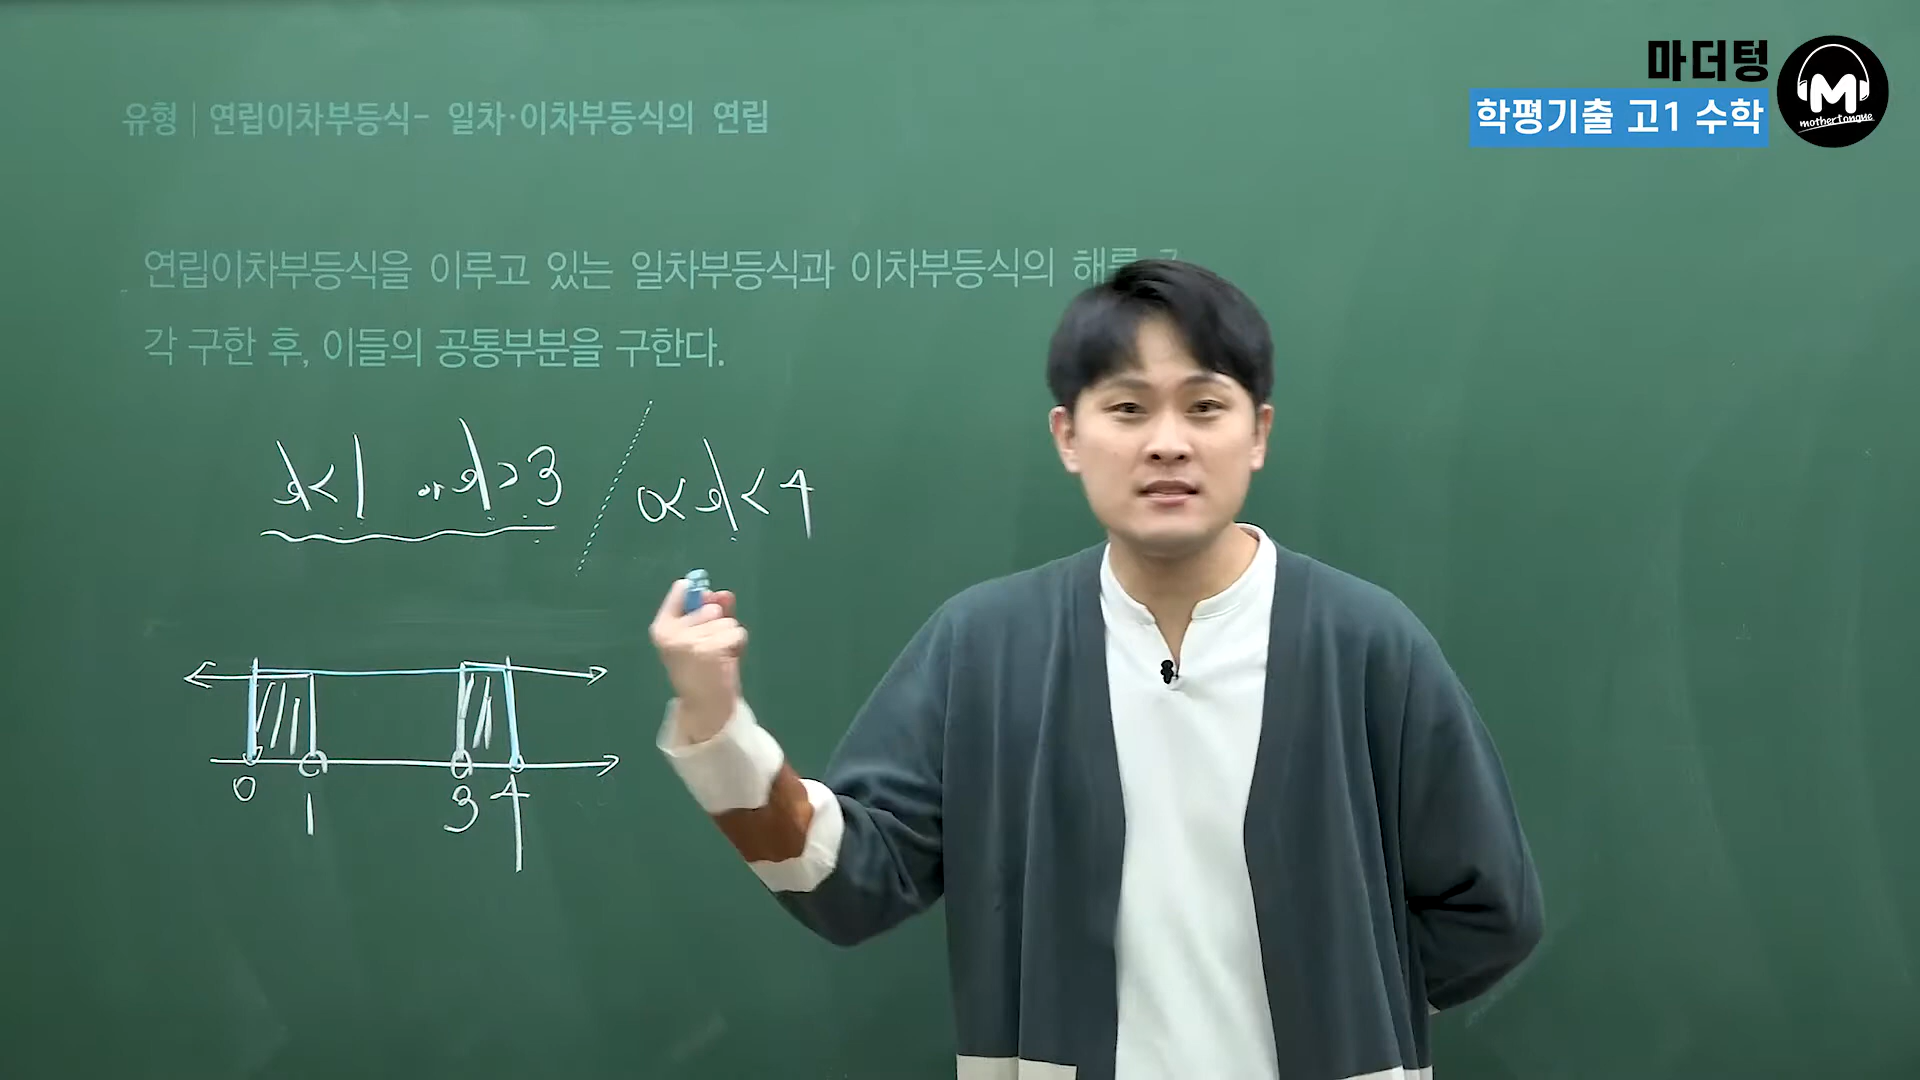 마더텅
학평기출 고1 수학
M
mothertongue
유형 | 연립이차부등식- 일차·이차부등식의 연립
연립이차부등식을 이루고 있는 일차부등식과 이차부등식의 해를
각 구한 후, 이들의 공통부분을 구한다.
x<1 or x>3 / 0<x<4
0 1 3 4